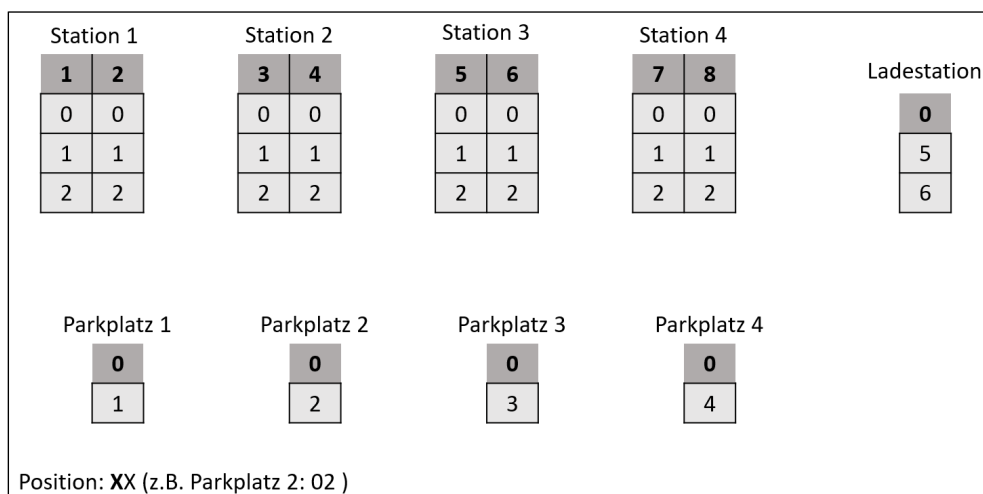 Station 1 Station 2 Station 3 Station 4
1 2 3 4 5 6 7 8 Ladestation
0 0 0 0 0 0 0 0 0
1 1 1 1 1 1 1 1 5
2 2 2 2 2 2 2 2 6
Parkplatz 1 Parkplatz 2 Parkplatz 3 Parkplatz 4
0 0 0 0
1 2 3 4
Position: XX (z.B. Parkplatz 2: 02 )